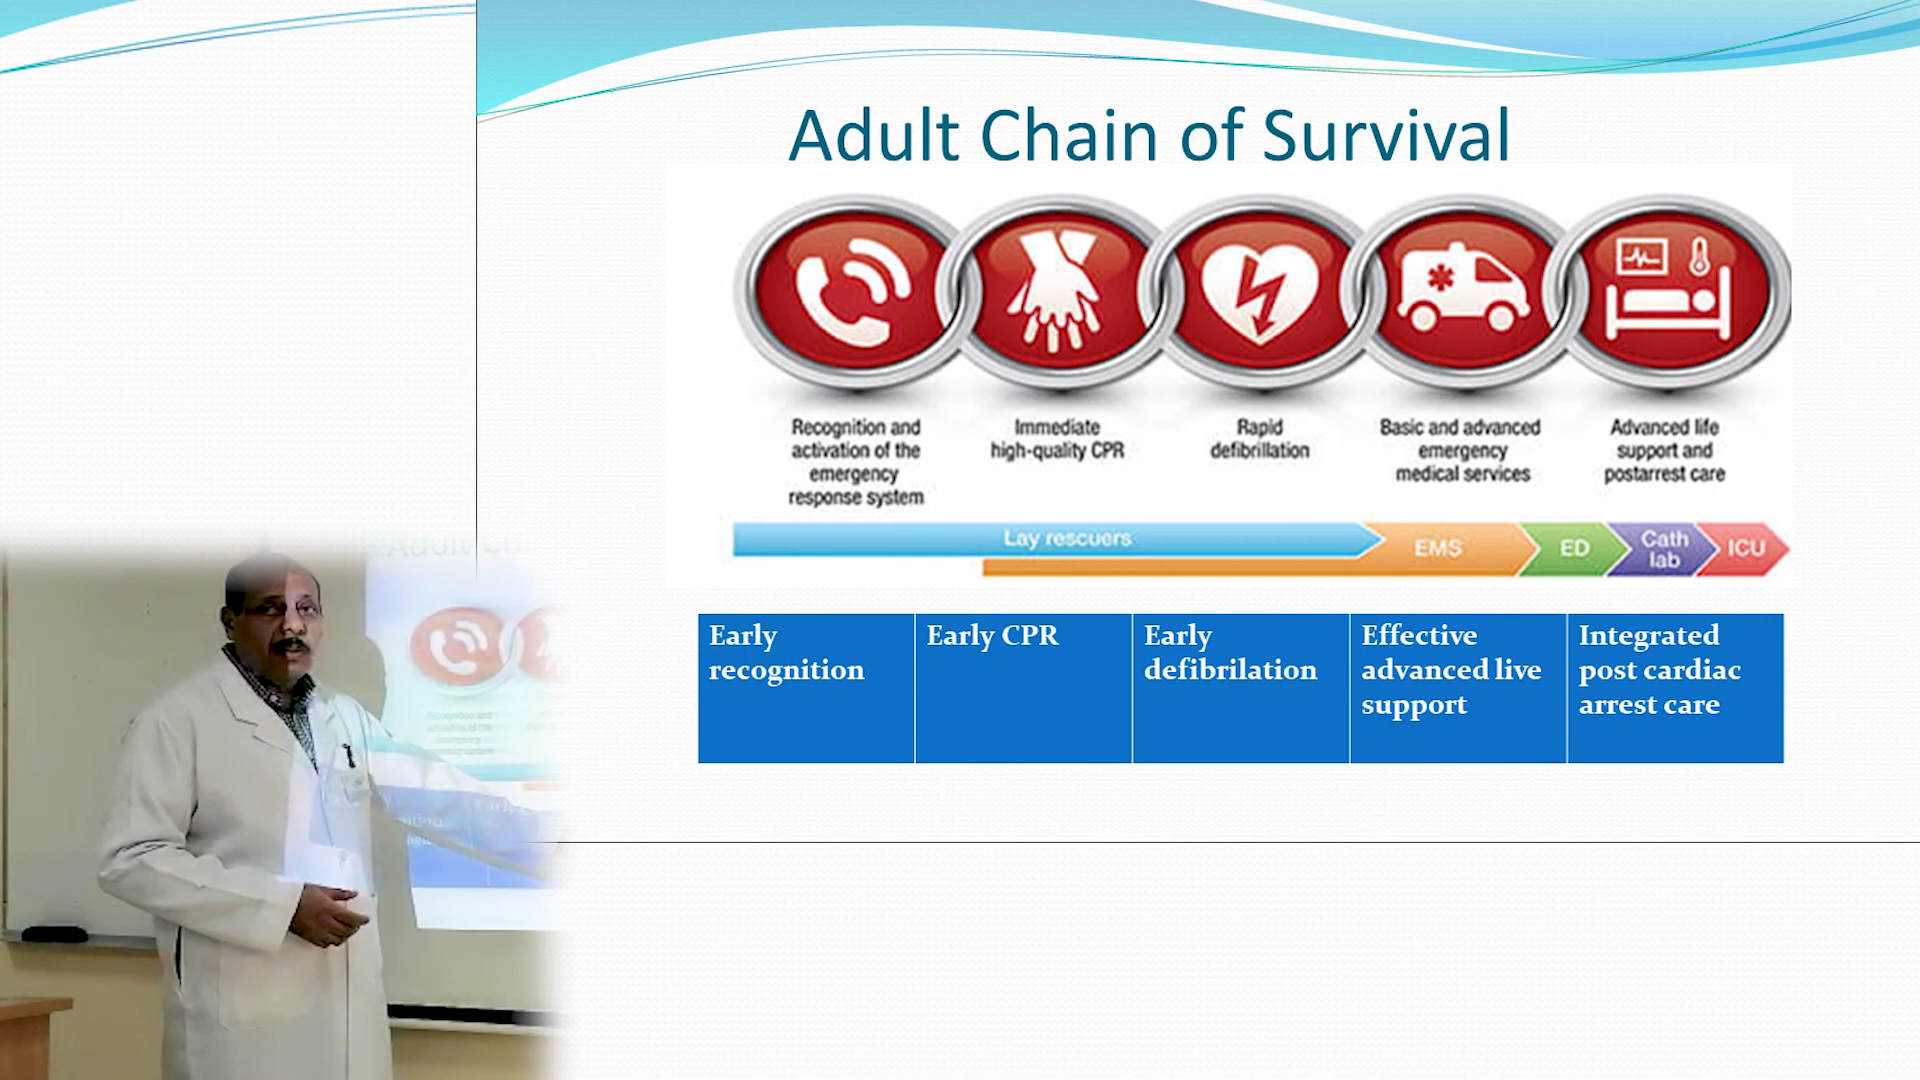 Adult Chain of Survival
Recognition and
activation of the
emergency
response system
Immediate
high-quality CPR
Rapid
defibrillation
Basic and advanced
emergency
medical services
Advanced life
support and
postarrest care
Lay rescuers
EMS
ED
Cath
lab
ICU
Early
recognition
Early CPR
Early
defibrilation
Effective
advanced live
support
Integrated
post cardiac
arrest care